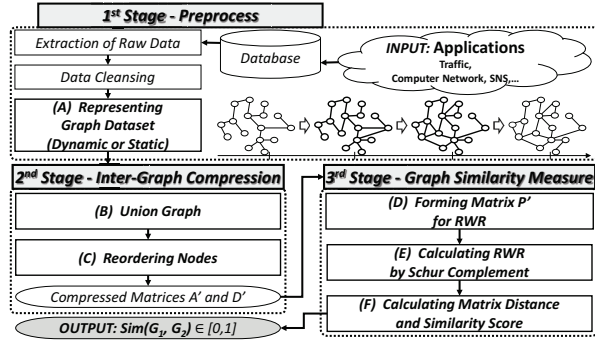 1st Stage - Preprocess
Extraction of Raw Data
Data Cleansing
(A) Representing
Graph Dataset
(Dynamic or Static)
Database
INPUT: Applications
Traffic,
Computer Network, SNS,...
2nd Stage - Inter-Graph Compression
(B) Union Graph
(C) Reordering Nodes
Compressed Matrices A' and D'
OUTPUT: Sim(G1, G2) ∈ [0,1]
3rd Stage - Graph Similarity Measure
(D) Forming Matrix P'
for RWR
(E) Calculating RWR
by Schur Complement
(F) Calculating Matrix Distance
and Similarity Score